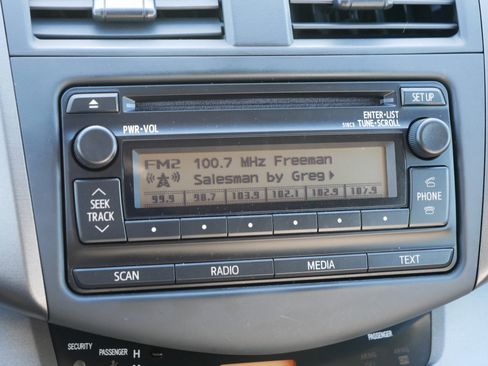 SET UP
ENTER•LIST
PWR•VOL
518C3 TUNE•SCROLL
FM2 100.7 MHz Freeman
Salesman by Greg
99.9 98.7 103.9 102.1 102.9 107.9
SEEK
TRACK
PHONE
SCAN RADIO MEDIA TEXT
SECURITY PASSENGER H
PASSENGER